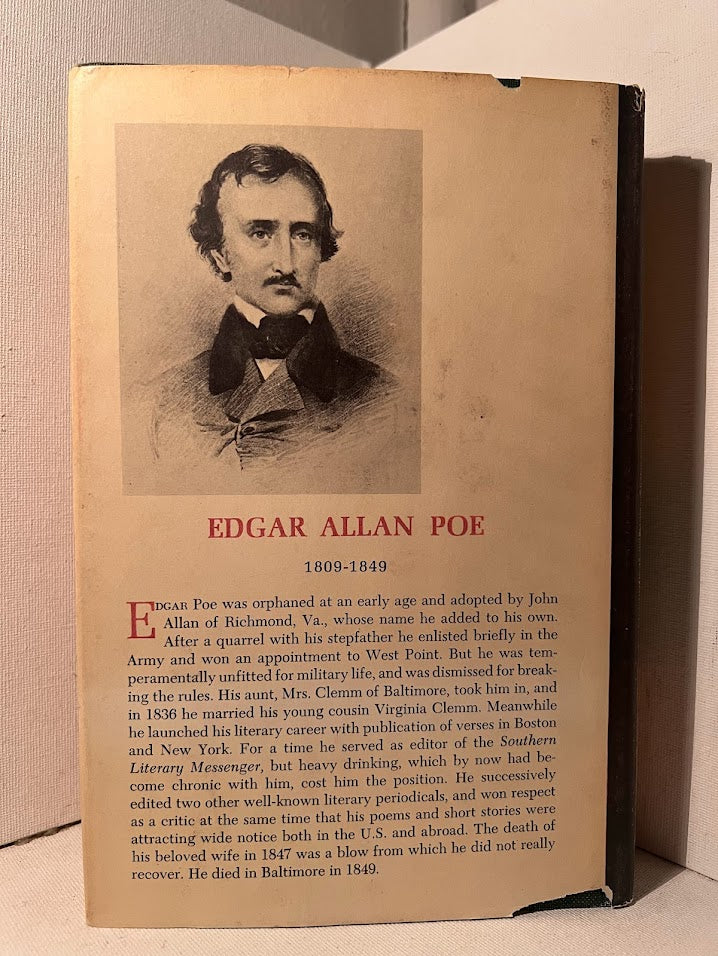 EDGAR ALLAN POE
1809-1849
EDGAR Poe was orphaned at an early age and adopted by John
Allan of Richmond, Va., whose name he added to his own.
After a quarrel with his stepfather he enlisted briefly in the
Army and won an appointment to West Point. But he was tem-
peramentally unfitted for military life, and was dismissed for break-
ing the rules. His aunt, Mrs. Clemm of Baltimore, took him in, and
in 1836 he married his young cousin Virginia Clemm. Meanwhile
he launched his literary career with publication of verses in Boston
and New York. For a time he served as editor of the Southern
Literary Messenger, but heavy drinking, which by now had be-
come chronic with him, cost him the position. He successively
edited two other well-known literary periodicals, and won respect
as a critic at the same time that his poems and short stories were
attracting wide notice both in the U.S. and abroad. The death of
his beloved wife in 1847 was a blow from which he did not really
recover. He died in Baltimore in 1849.